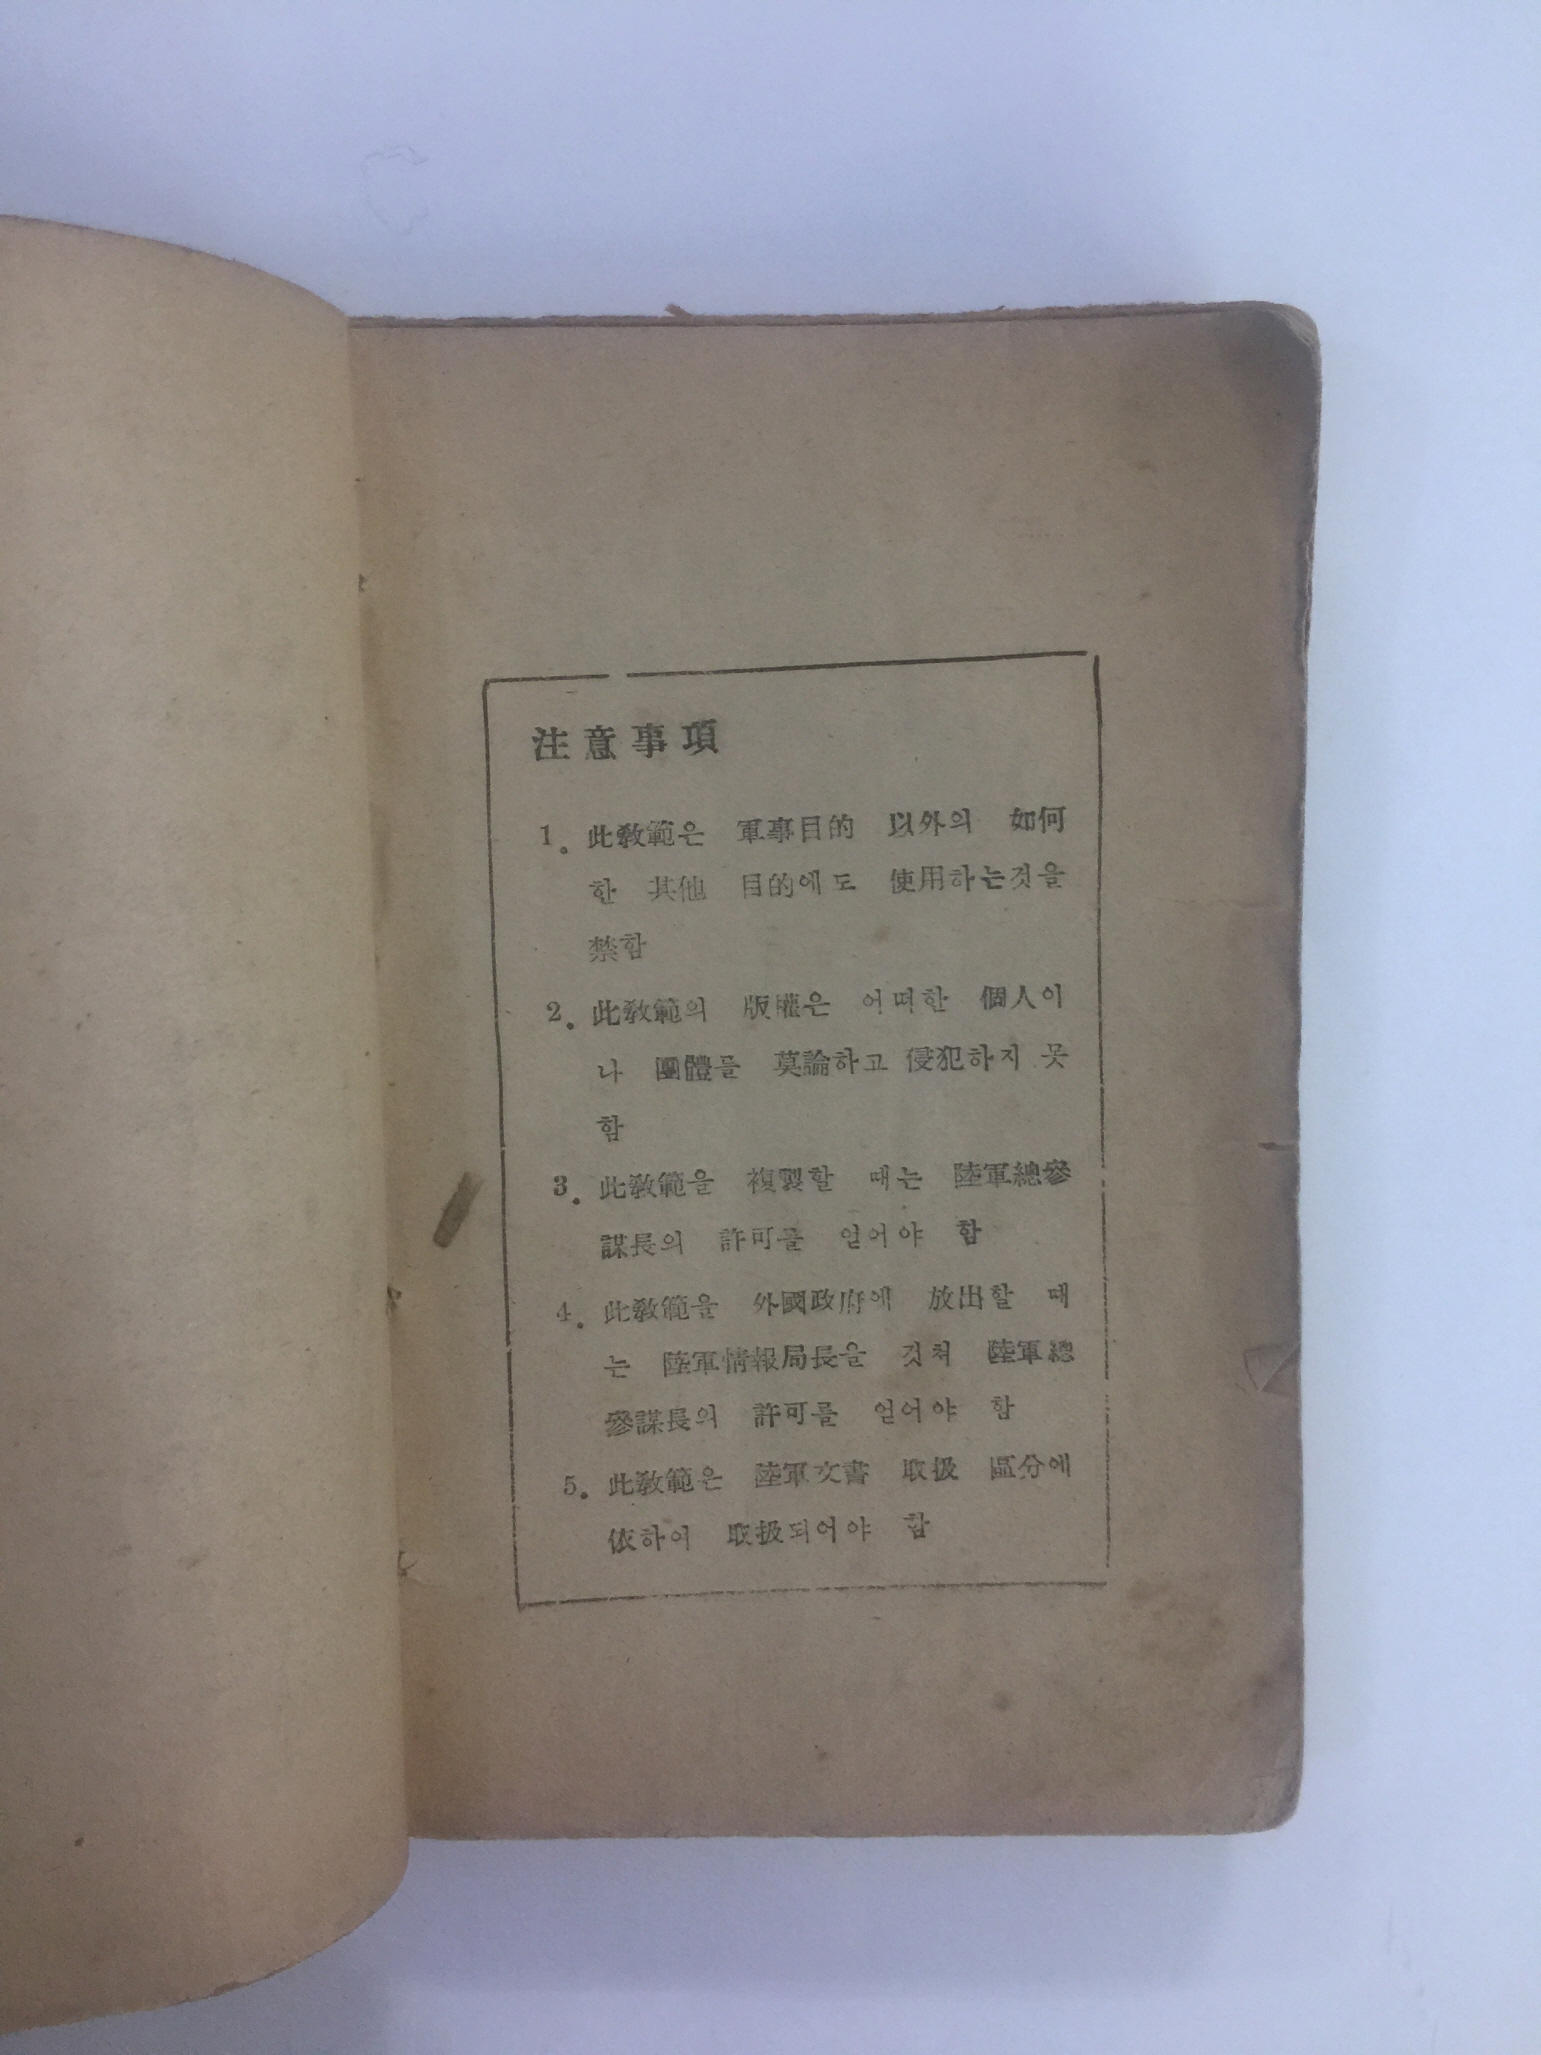 注意事項
1. 此敎範은 軍事目的 以外의 如何
한 其他 目的에도 使用하는것을
禁함
2. 此敎範의 版權은 어떠한 個人이
나 團體를 莫論하고 侵犯하지 못
함
3. 此敎範을 複製할 때는 陸軍總參
謀長의 許可를 얻어야 함
4. 此敎範을 外國政府에 放出할 때
는 陸軍情報局長을 것쳐 陸軍總
參謀長의 許可를 얻어야 함
5. 此敎範은 陸軍文書 取扱 區分에
依하여 取扱되어야 함